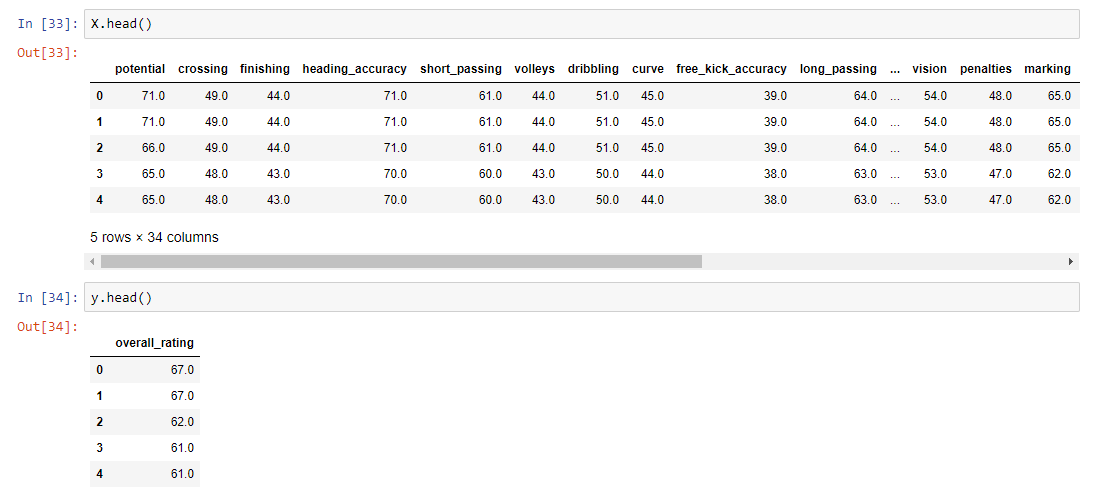 In [33]: X.head()
Out[33]:
potential crossing finishing heading_accuracy short_passing volleys dribbling curve free_kick_accuracy long_passing ... vision penalties marking
0 71.0 49.0 44.0 71.0 61.0 44.0 51.0 45.0 39.0 64.0 ... 54.0 48.0 65.0
1 71.0 49.0 44.0 71.0 61.0 44.0 51.0 45.0 39.0 64.0 ... 54.0 48.0 65.0
2 66.0 49.0 44.0 71.0 61.0 44.0 51.0 45.0 39.0 64.0 ... 54.0 48.0 65.0
3 65.0 48.0 43.0 70.0 60.0 43.0 50.0 44.0 38.0 63.0 ... 53.0 47.0 62.0
4 65.0 48.0 43.0 70.0 60.0 43.0 50.0 44.0 38.0 63.0 ... 53.0 47.0 62.0
5 rows × 34 columns
In [34]: y.head()
Out[34]:
overall_rating
0 67.0
1 67.0
2 62.0
3 61.0
4 61.0